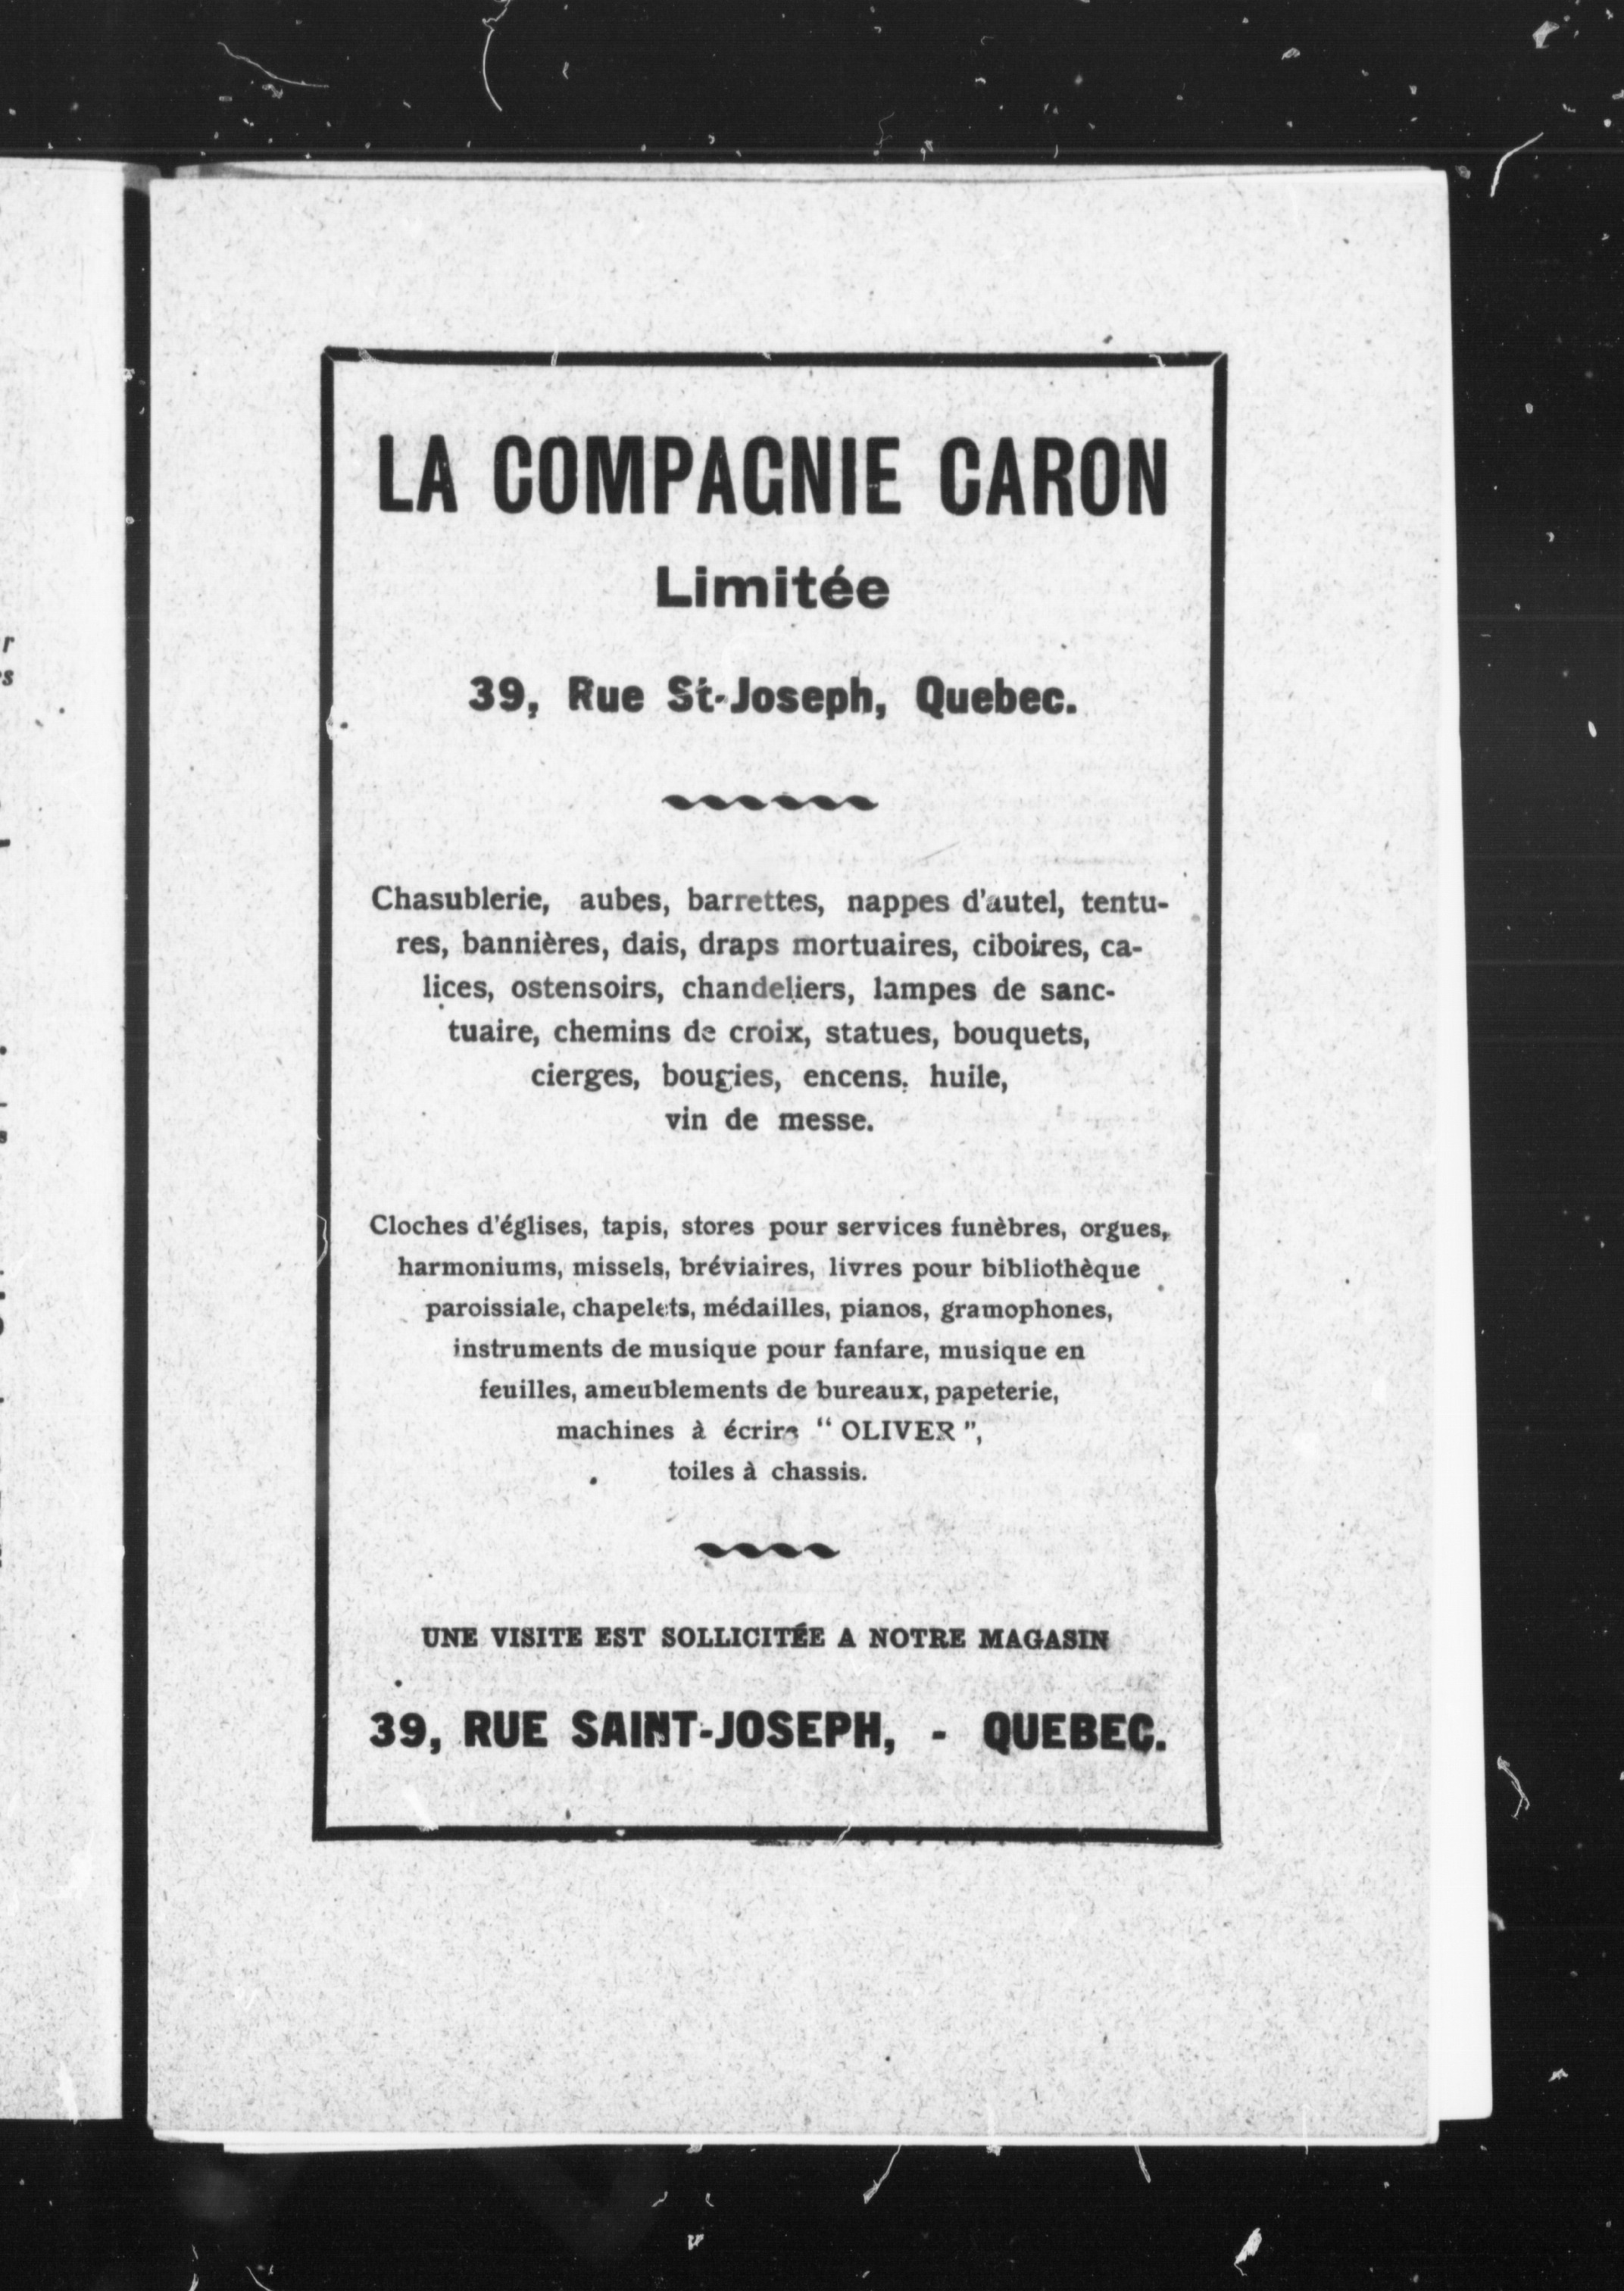 LA COMPAGNIE CARON
Limitée
39, Rue St-Joseph, Quebec.
Chasublerie, aubes, barrettes, nappes d'autel, tentu-
res, bannières, dais, draps mortuaires, ciboires, ca-
lices, ostensoirs, chandeliers, lampes de sanc-
tuaire, chemins de croix, statues, bouquets,
cierges, bougies, encens, huile,
vin de messe.
Cloches d'églises, tapis, stores pour services funèbres, orgues,
harmoniums, missels, bréviaires, livres pour bibliothèque
paroissiale, chapelets, médailles, pianos, gramophones,
instruments de musique pour fanfare, musique en
feuilles, ameublements de bureaux, papeterie,
machines à écrire “ OLIVER ”,
toiles à chassis.
UNE VISITE EST SOLLICITÉE A NOTRE MAGASIN
39, RUE SAINT-JOSEPH, - QUEBEC.